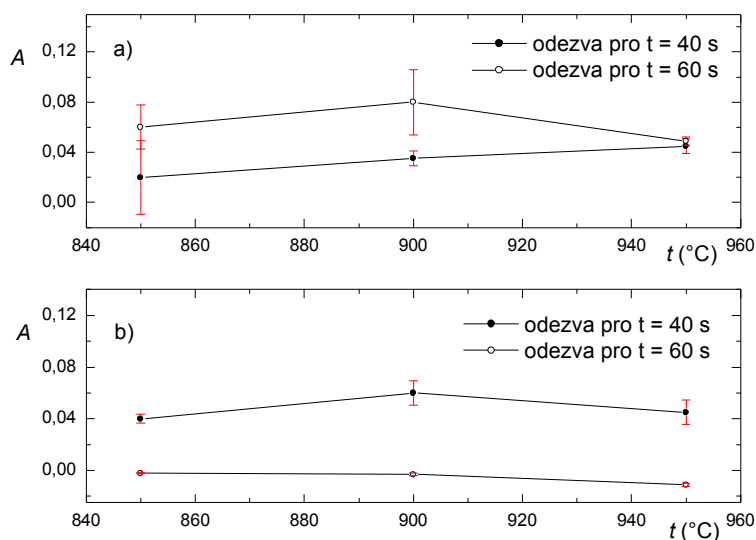 a)
odezva pro t = 40 s
odezva pro t = 60 s
A
0,12
0,08
0,04
0,00
840 860 880 900 920 940 960
t (°C)
b)
odezva pro t = 40 s
odezva pro t = 60 s
A
0,12
0,08
0,04
0,00
840 860 880 900 920 940 960
t (°C)